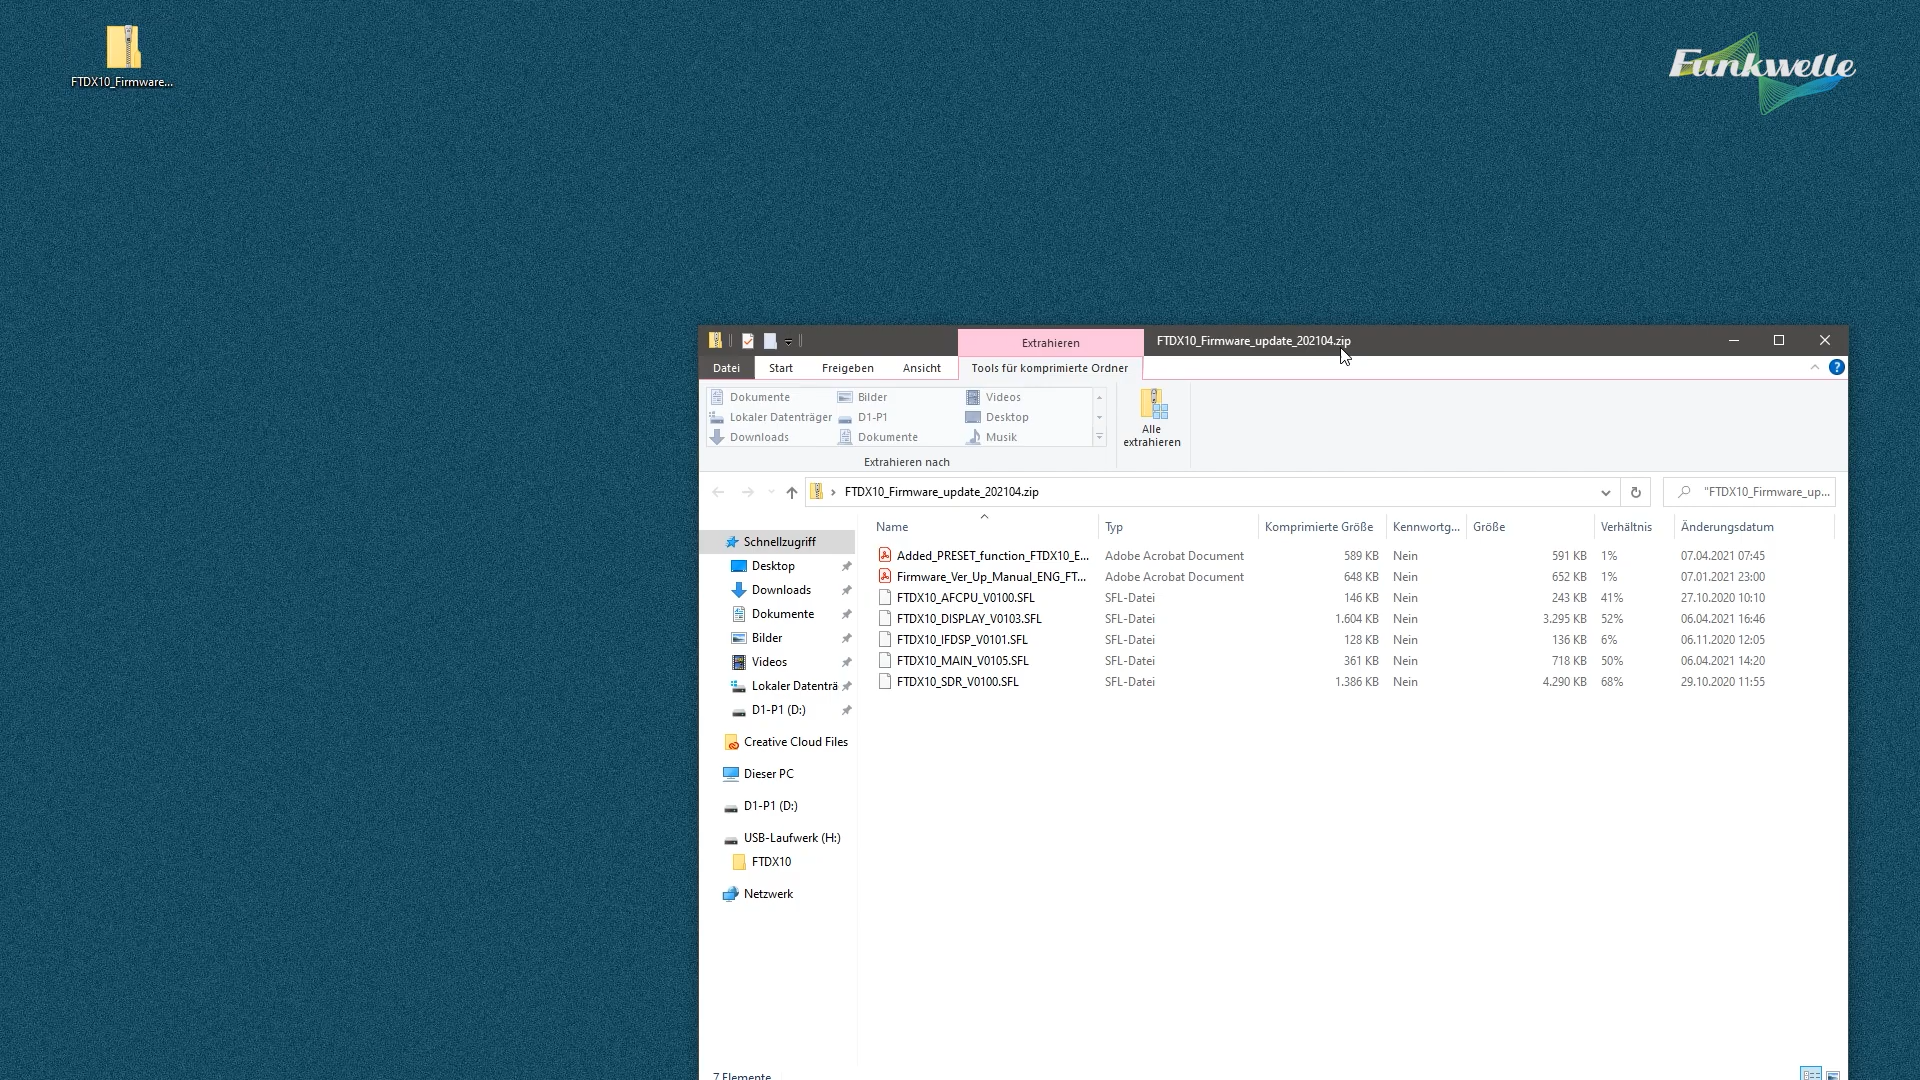 FTDX10_Firmware...
Funkwelle
Extrahieren
FTDX10_Firmware_update_202104.zip
Datei
Start
Freigeben
Ansicht
Tools für komprimierte Ordner
?
Dokumente
Bilder
Videos
Lokaler Datenträger
D1-P1
Desktop
Downloads
Dokumente
Musik
Alle
extrahieren
Extrahieren nach
FTDX10_Firmware_update_202104.zip
"FTDX10_Firmware_up...
Name
Typ
Komprimierte Größe
Kennwortg...
Größe
Verhältnis
Änderungsdatum
Schnellzugriff
Desktop
Downloads
Dokumente
Bilder
Videos
Lokaler Datenträ
D1-P1 (D:)
Creative Cloud Files
Dieser PC
D1-P1 (D:)
USB-Laufwerk (H:)
FTDX10
Netzwerk
Added_PRESET_function_FTDX10_E... Adobe Acrobat Document 589 KB Nein 591 KB 1% 07.04.2021 07:45
Firmware_Ver_Up_Manual_ENG_FT... Adobe Acrobat Document 648 KB Nein 652 KB 1% 07.01.2021 23:00
FTDX10_AFCPU_V0100.SFL SFL-Datei 146 KB Nein 243 KB 41% 27.10.2020 10:10
FTDX10_DISPLAY_V0103.SFL SFL-Datei 1.604 KB Nein 3.295 KB 52% 06.04.2021 16:46
FTDX10_IFDSP_V0101.SFL SFL-Datei 128 KB Nein 136 KB 6% 06.11.2020 12:05
FTDX10_MAIN_V0105.SFL SFL-Datei 361 KB Nein 718 KB 50% 06.04.2021 14:20
FTDX10_SDR_V0100.SFL SFL-Datei 1.386 KB Nein 4.290 KB 68% 29.10.2020 11:55
7 Elemente